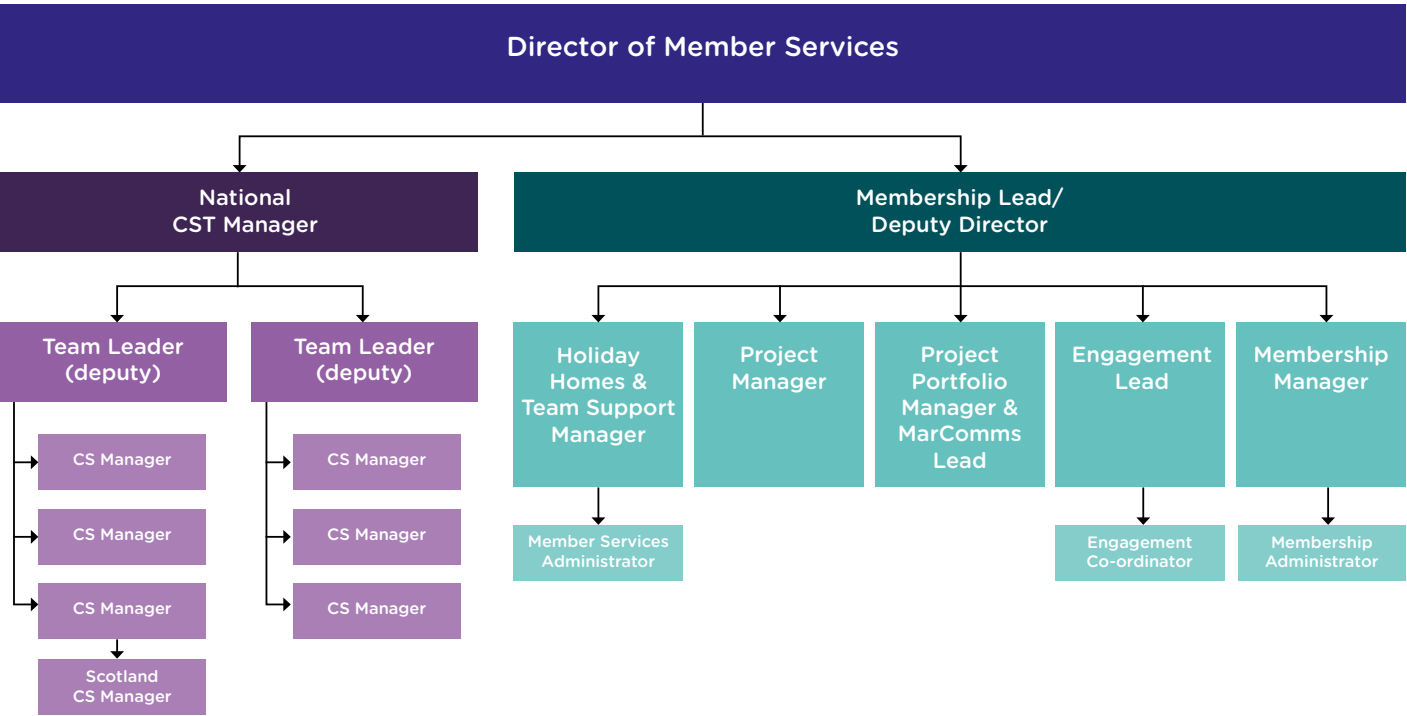 Director of Member Services
National
CST Manager
Membership Lead/
Deputy Director
Team Leader
(deputy)
Team Leader
(deputy)
Holiday
Homes &
Team Support
Manager
Project
Manager
Project
Portfolio
Manager &
MarComms
Lead
Engagement
Lead
Membership
Manager
CS Manager
CS Manager
CS Manager
Scotland
CS Manager
CS Manager
CS Manager
CS Manager
Member Services
Administrator
Engagement
Co-ordinator
Membership
Administrator